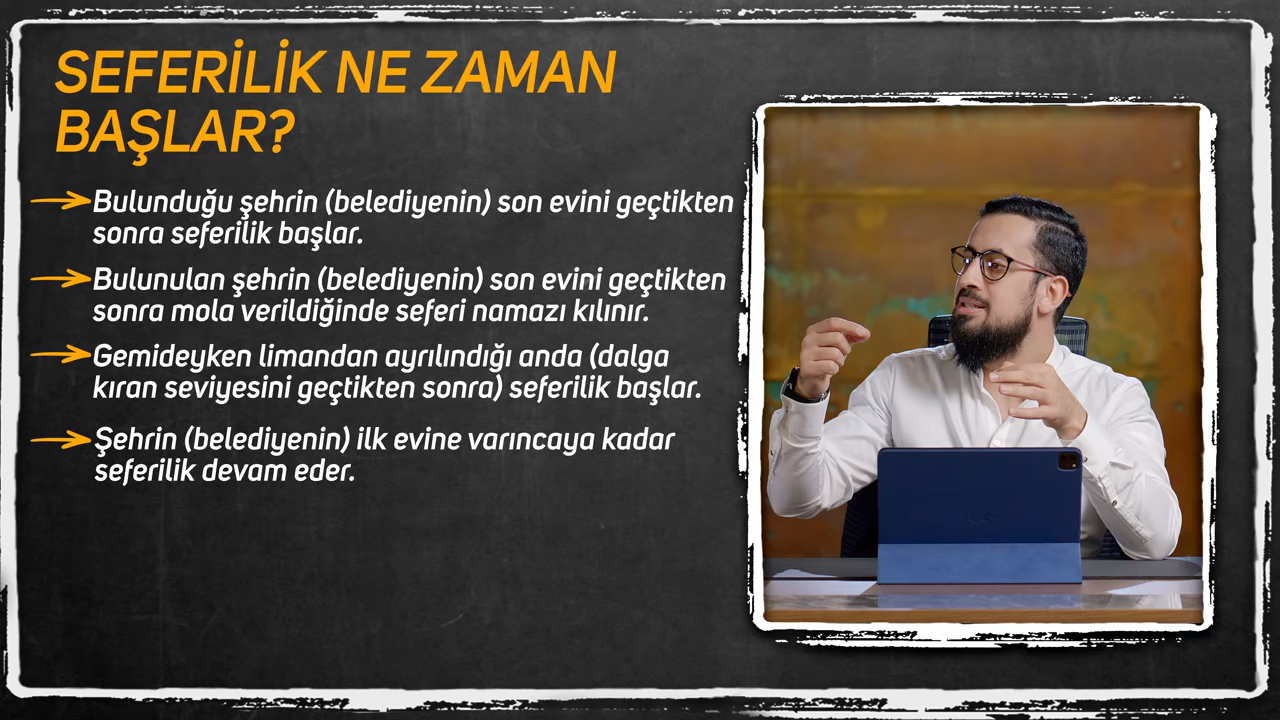 SEFERİLİK NE ZAMAN
BAŞLAR?
Bulunduğu şehrin (belediyenin) son evini geçtikten
sonra seferilik başlar.
Bulunulan şehrin (belediyenin) son evini geçtikten
sonra mola verildiğinde seferi namazı kılınır.
Gemideyken limandan ayrılındığı anda (dalga
kıran seviyesini geçtikten sonra) seferilik başlar.
Şehrin (belediyenin) ilk evine varıncaya kadar
seferilik devam eder.